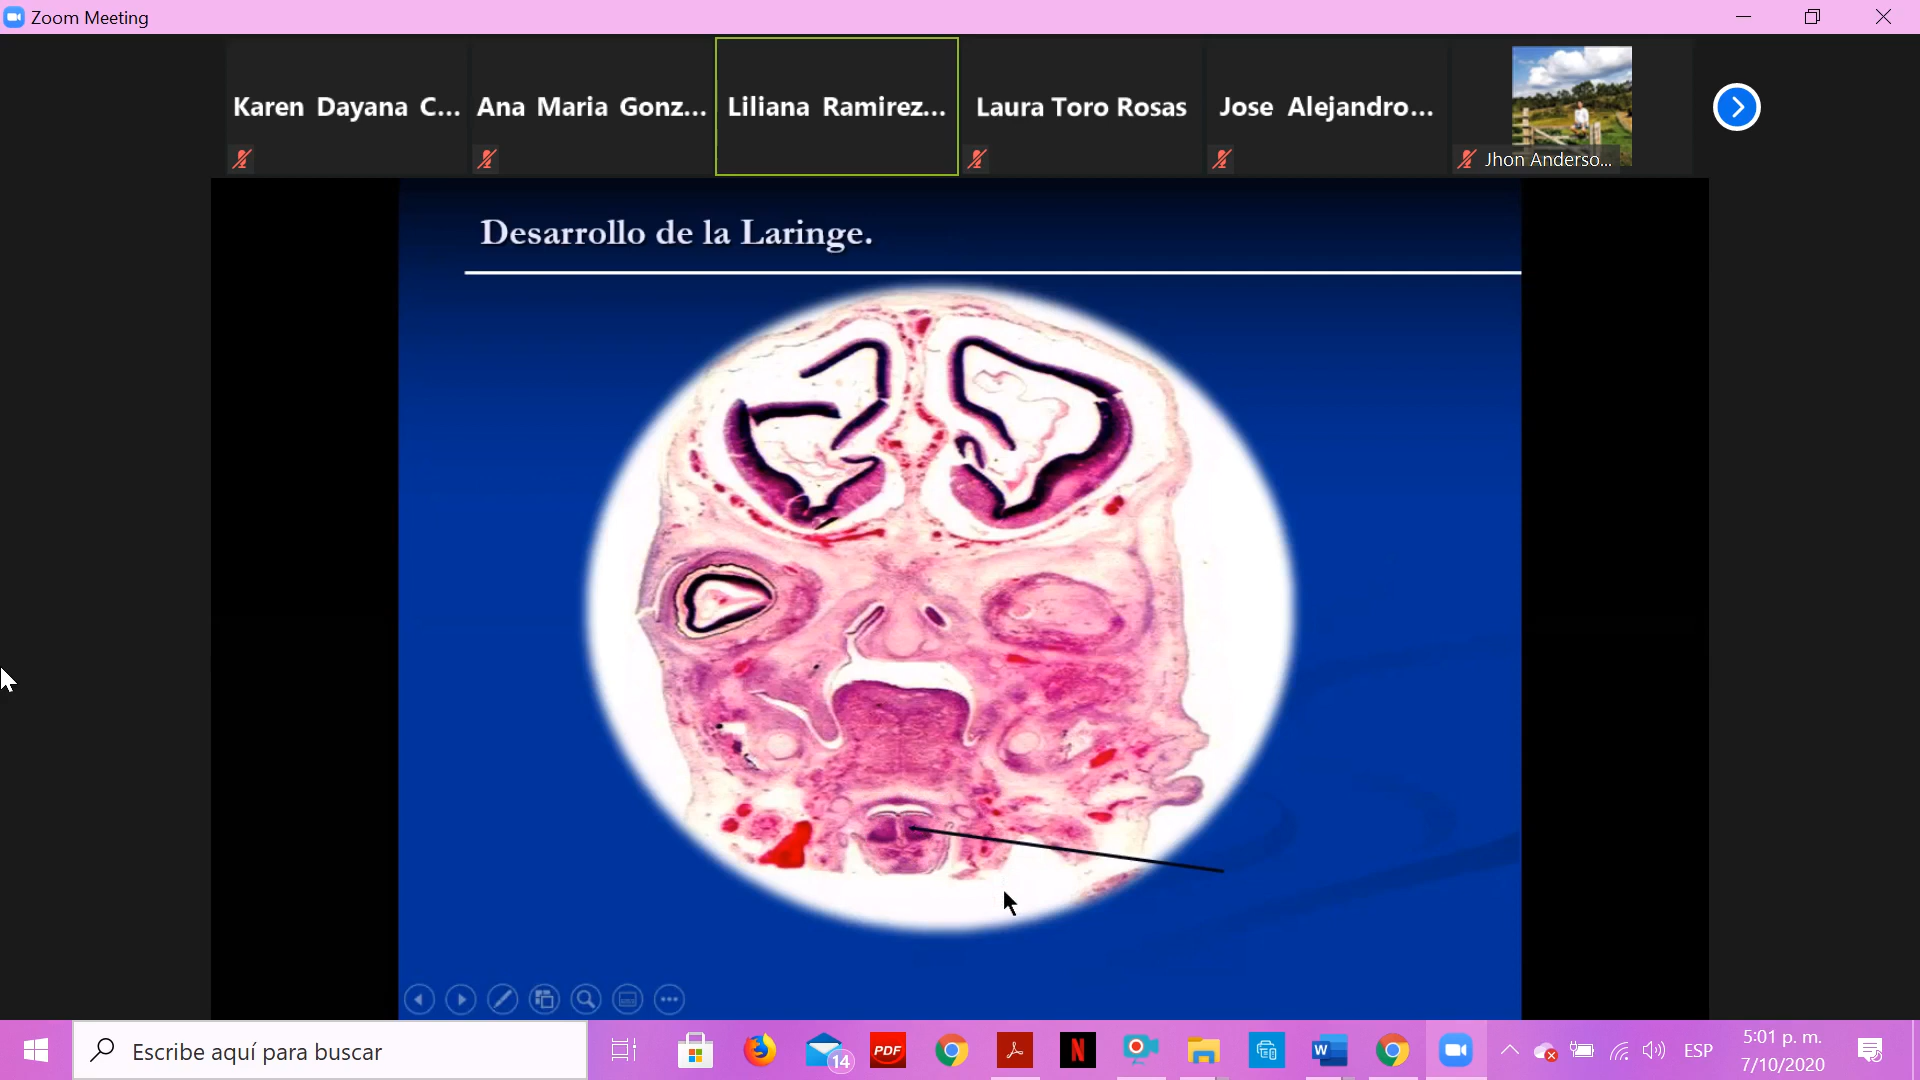 Zoom Meeting
Karen Dayana C...
Ana Maria Gonz...
Liliana Ramirez...
Laura Toro Rosas
Jose Alejandro...
Jhon Anderso...
Desarrollo de la Laringe.
Escribe aquí para buscar
14
PDF
N
W
ESP
5:01 p. m.
7/10/2020